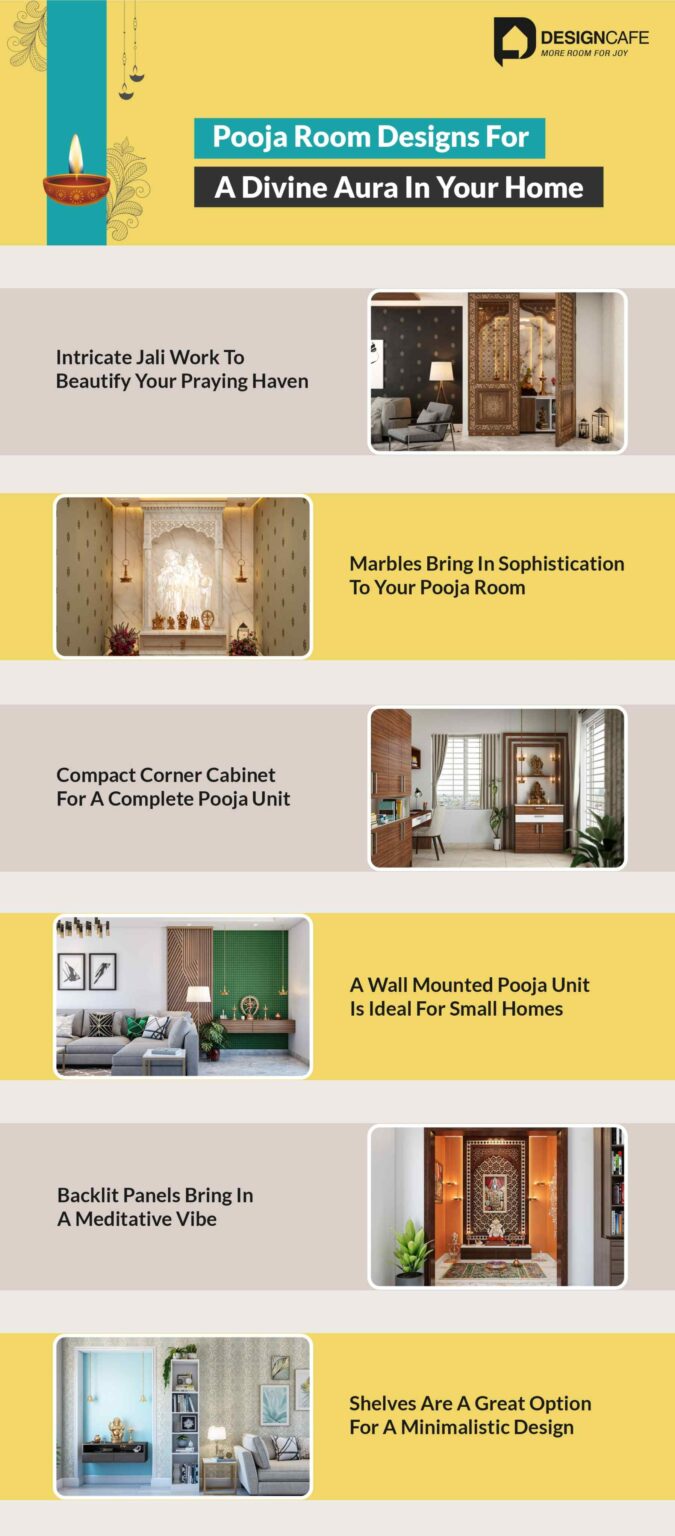 DESIGNCAFE
MORE ROOM FOR JOY
Pooja Room Designs For
A Divine Aura In Your Home
Intricate Jali Work To
Beautify Your Praying Haven
Marbles Bring In Sophistication
To Your Pooja Room
Compact Corner Cabinet
For A Complete Pooja Unit
A Wall Mounted Pooja Unit
Is Ideal For Small Homes
Backlit Panels Bring In
A Meditative Vibe
Shelves Are A Great Option
For A Minimalistic Design